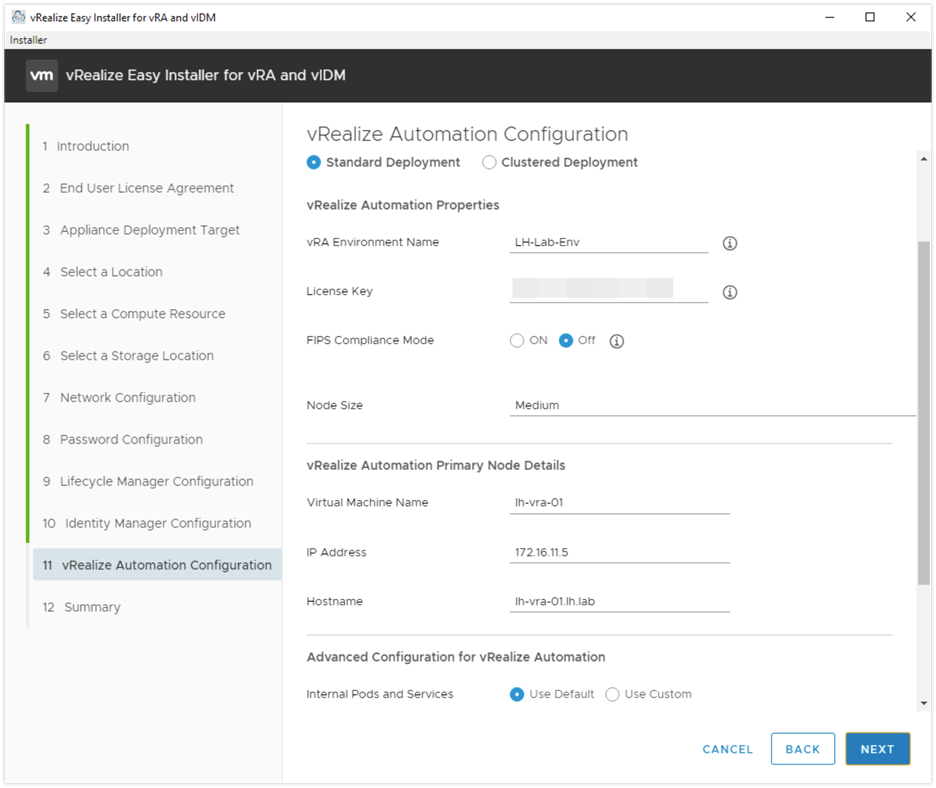 vRealize Easy Installer for vRA and vIDM
Installer
vm vRealize Easy Installer for vRA and vIDM
1 Introduction
2 End User License Agreement
3 Appliance Deployment Target
4 Select a Location
5 Select a Compute Resource
6 Select a Storage Location
7 Network Configuration
8 Password Configuration
9 Lifecycle Manager Configuration
10 Identity Manager Configuration
11 vRealize Automation Configuration
12 Summary
vRealize Automation Configuration
Standard Deployment Clustered Deployment
vRealize Automation Properties
vRA Environment Name LH-Lab-Env
License Key
FIPS Compliance Mode ON Off
Node Size Medium
vRealize Automation Primary Node Details
Virtual Machine Name lh-vra-01
IP Address 172.16.11.5
Hostname lh-vra-01.lh.lab
Advanced Configuration for vRealize Automation
Internal Pods and Services Use Default Use Custom
CANCEL BACK NEXT